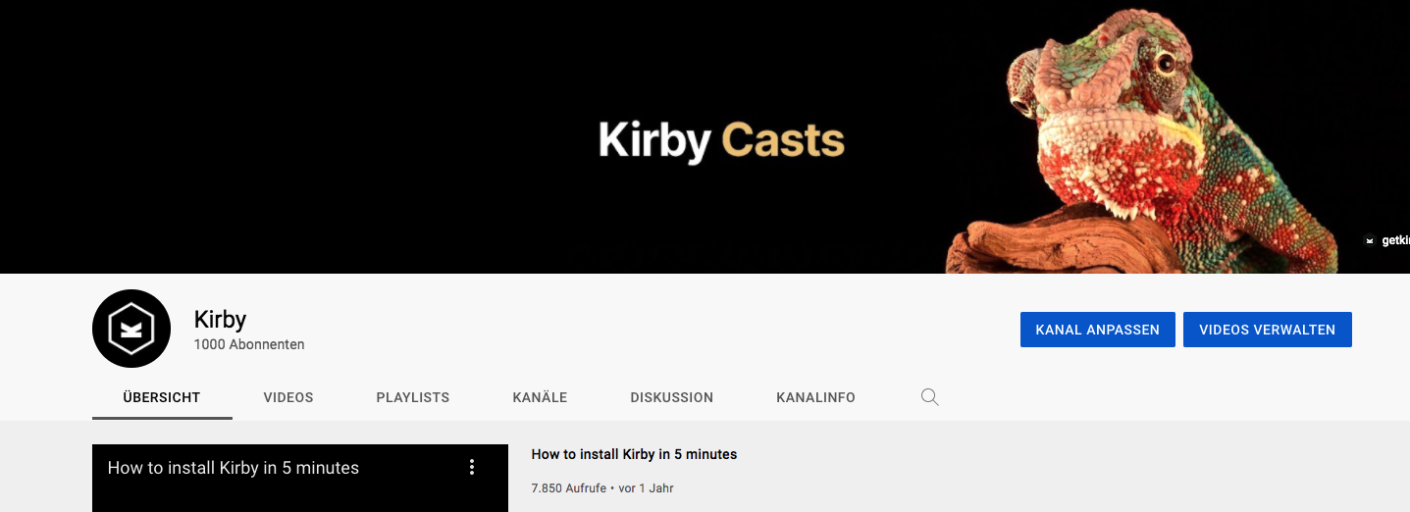 Kirby Casts
getki
Kirby
1000 Abonnenten
KANAL ANPASSEN
VIDEOS VERWALTEN
ÜBERSICHT
VIDEOS
PLAYLISTS
KANÄLE
DISKUSSION
KANALINFO
How to install Kirby in 5 minutes
How to install Kirby in 5 minutes
7.850 Aufrufe • vor 1 Jahr